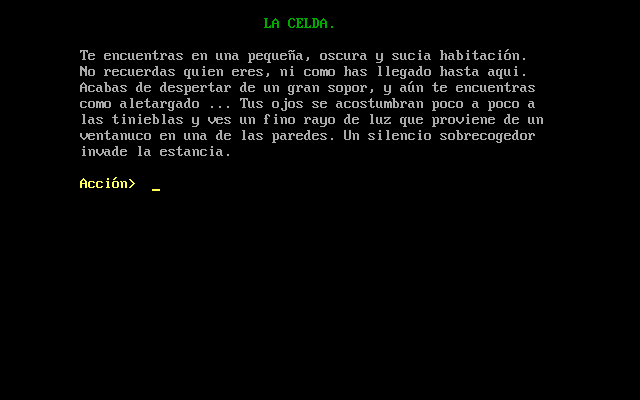 LA CELDA.
Te encuentras en una pequeña, oscura y sucia habitación.
No recuerdas quien eres, ni como has llegado hasta aqui.
Acabas de despertar de un gran sopor, y aún te encuentras
como aletargado ... Tus ojos se acostumbran poco a poco a
las tinieblas y ves un fino rayo de luz que proviene de un
ventanuco en una de las paredes. Un silencio sobrecogedor
invade la estancia.
Acción> _